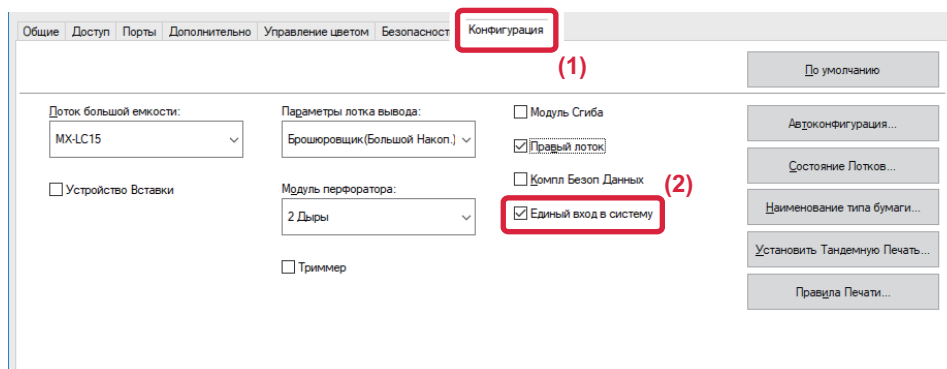 Общие Доступ Порты Дополнительно Управление цветом Безопасност Конфигурация
(1)
По умолчанию
Лоток большой емкости:
MX-LC15
Устройство Вставки
Параметры лотка вывода:
Брошюровщик(Большой Накоп.)
Модуль перфоратора:
2 Дыры
Триммер
Модуль Сгиба
Правый лоток
Компл Безоп Данных
(2)
Единый вход в систему
Автоконфигурация...
Состояние Лотков...
Наименование типа бумаги...
Установить Тандемную Печать...
Правила Печати...